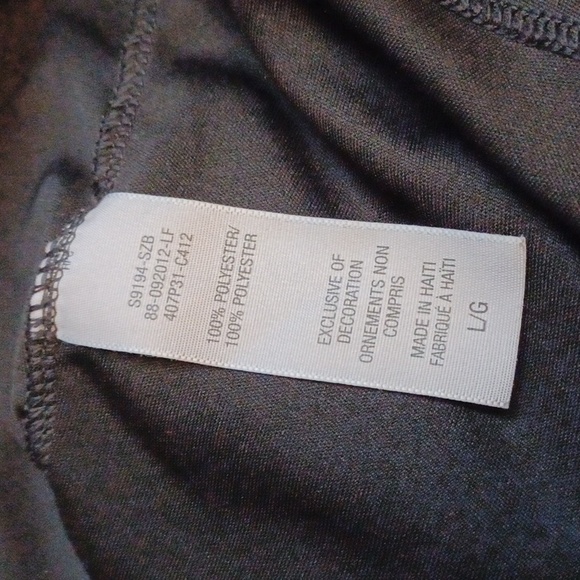 S9194-SZB
88-092012-LF
407P31-C412
100% POLYESTER/
100% POLYESTER
EXCLUSIVE OF
DECORATION
ORNEMENTS NON
COMPRIS
MADE IN HAITI
FABRIQUÉ À HAÏTI
L/G